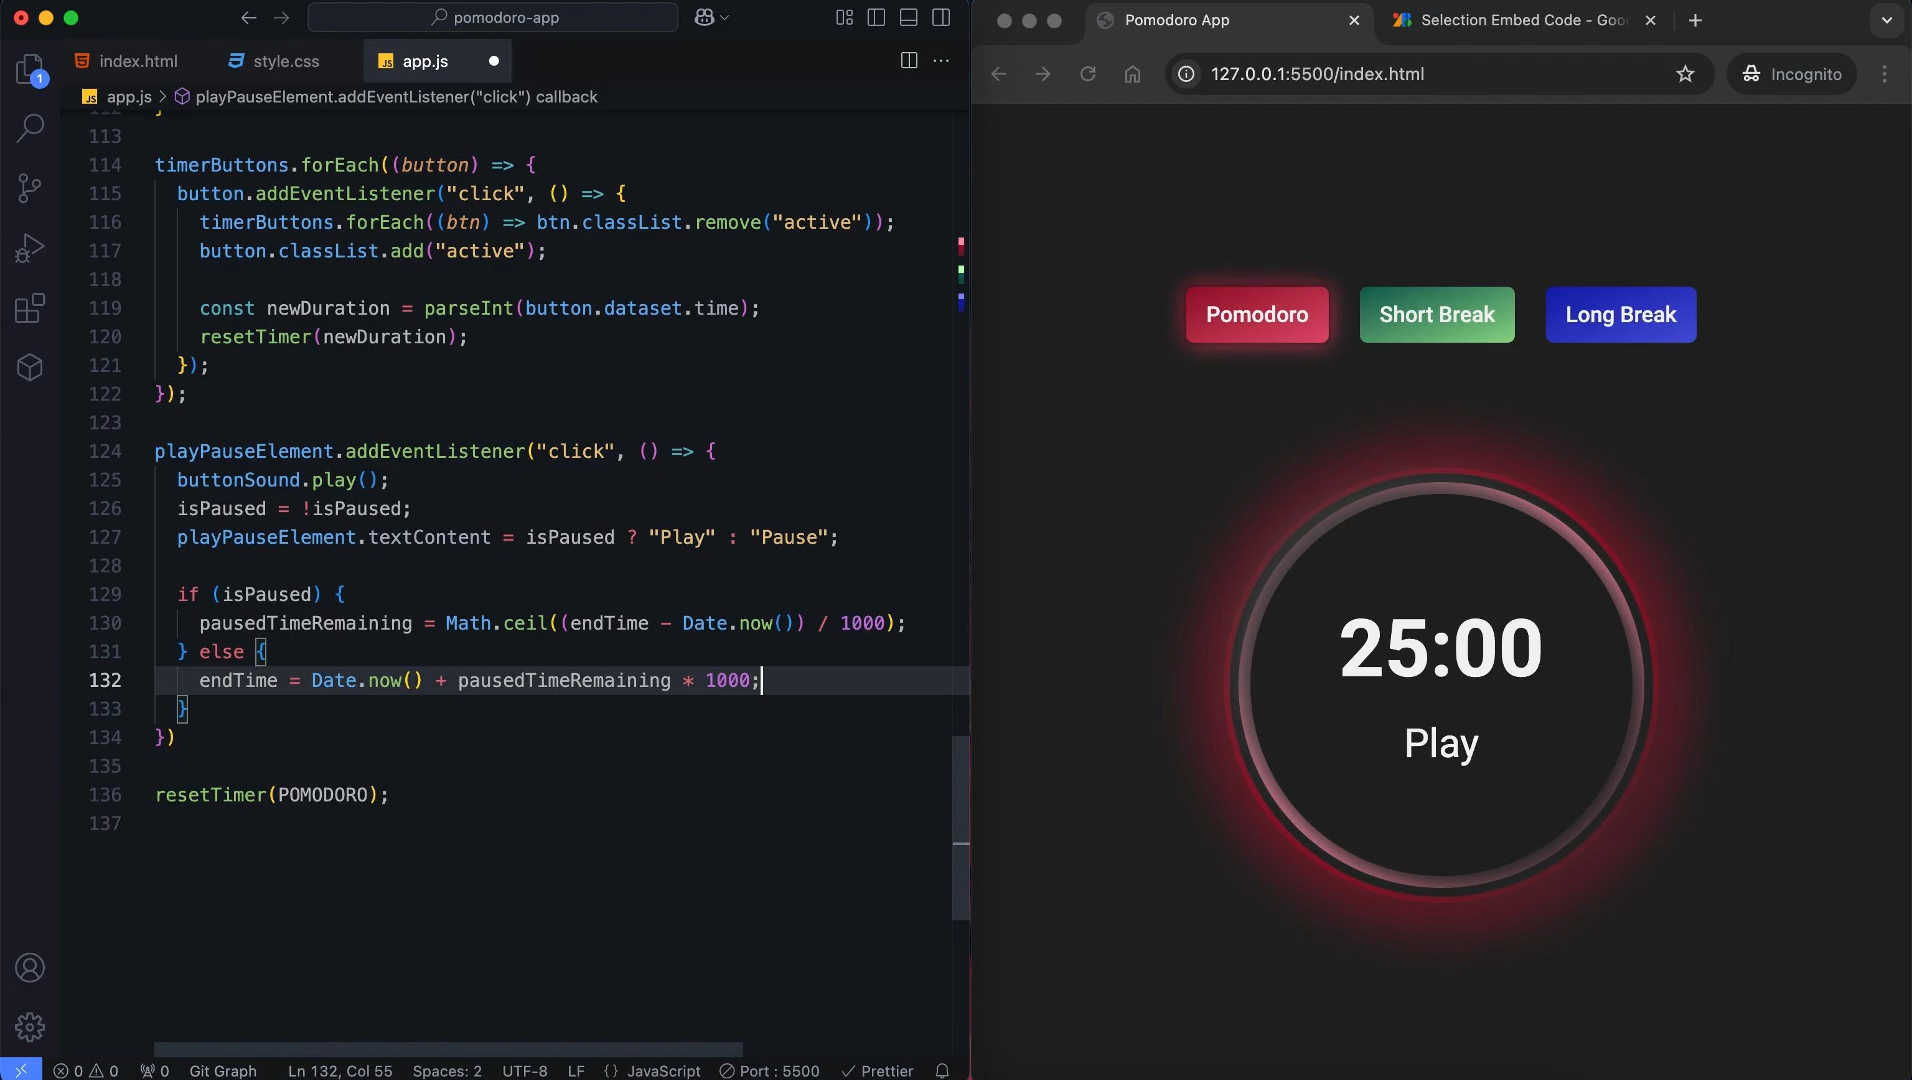 pomodoro-app
index.html
style.css
app.js
app.js > playPauseElement.addEventListener("click") callback
113
114 timerButtons.forEach((button) => {
115 button.addEventListener("click", () => {
116 timerButtons.forEach((btn) => btn.classList.remove("active"));
117 button.classList.add("active");
118
119 const newDuration = parseInt(button.dataset.time);
120 resetTimer(newDuration);
121 });
122 });
123
124 playPauseElement.addEventListener("click", () => {
125 buttonSound.play();
126 isPaused = !isPaused;
127 playPauseElement.textContent = isPaused ? "Play" : "Pause";
128
129 if (isPaused) {
130 pausedTimeRemaining = Math.ceil((endTime - Date.now()) / 1000);
131 } else {
132 endTime = Date.now() + pausedTimeRemaining * 1000;
133 }
134 })
135
136 resetTimer(POMODORO);
137
1
0 0 0 Git Graph Ln 132, Col 55 Spaces: 2 UTF-8 LF {} JavaScript Port : 5500 Prettier
Pomodoro App
Selection Embed Code - Goo
127.0.0.1:5500/index.html
Incognito
Pomodoro
Short Break
Long Break
25:00
Play